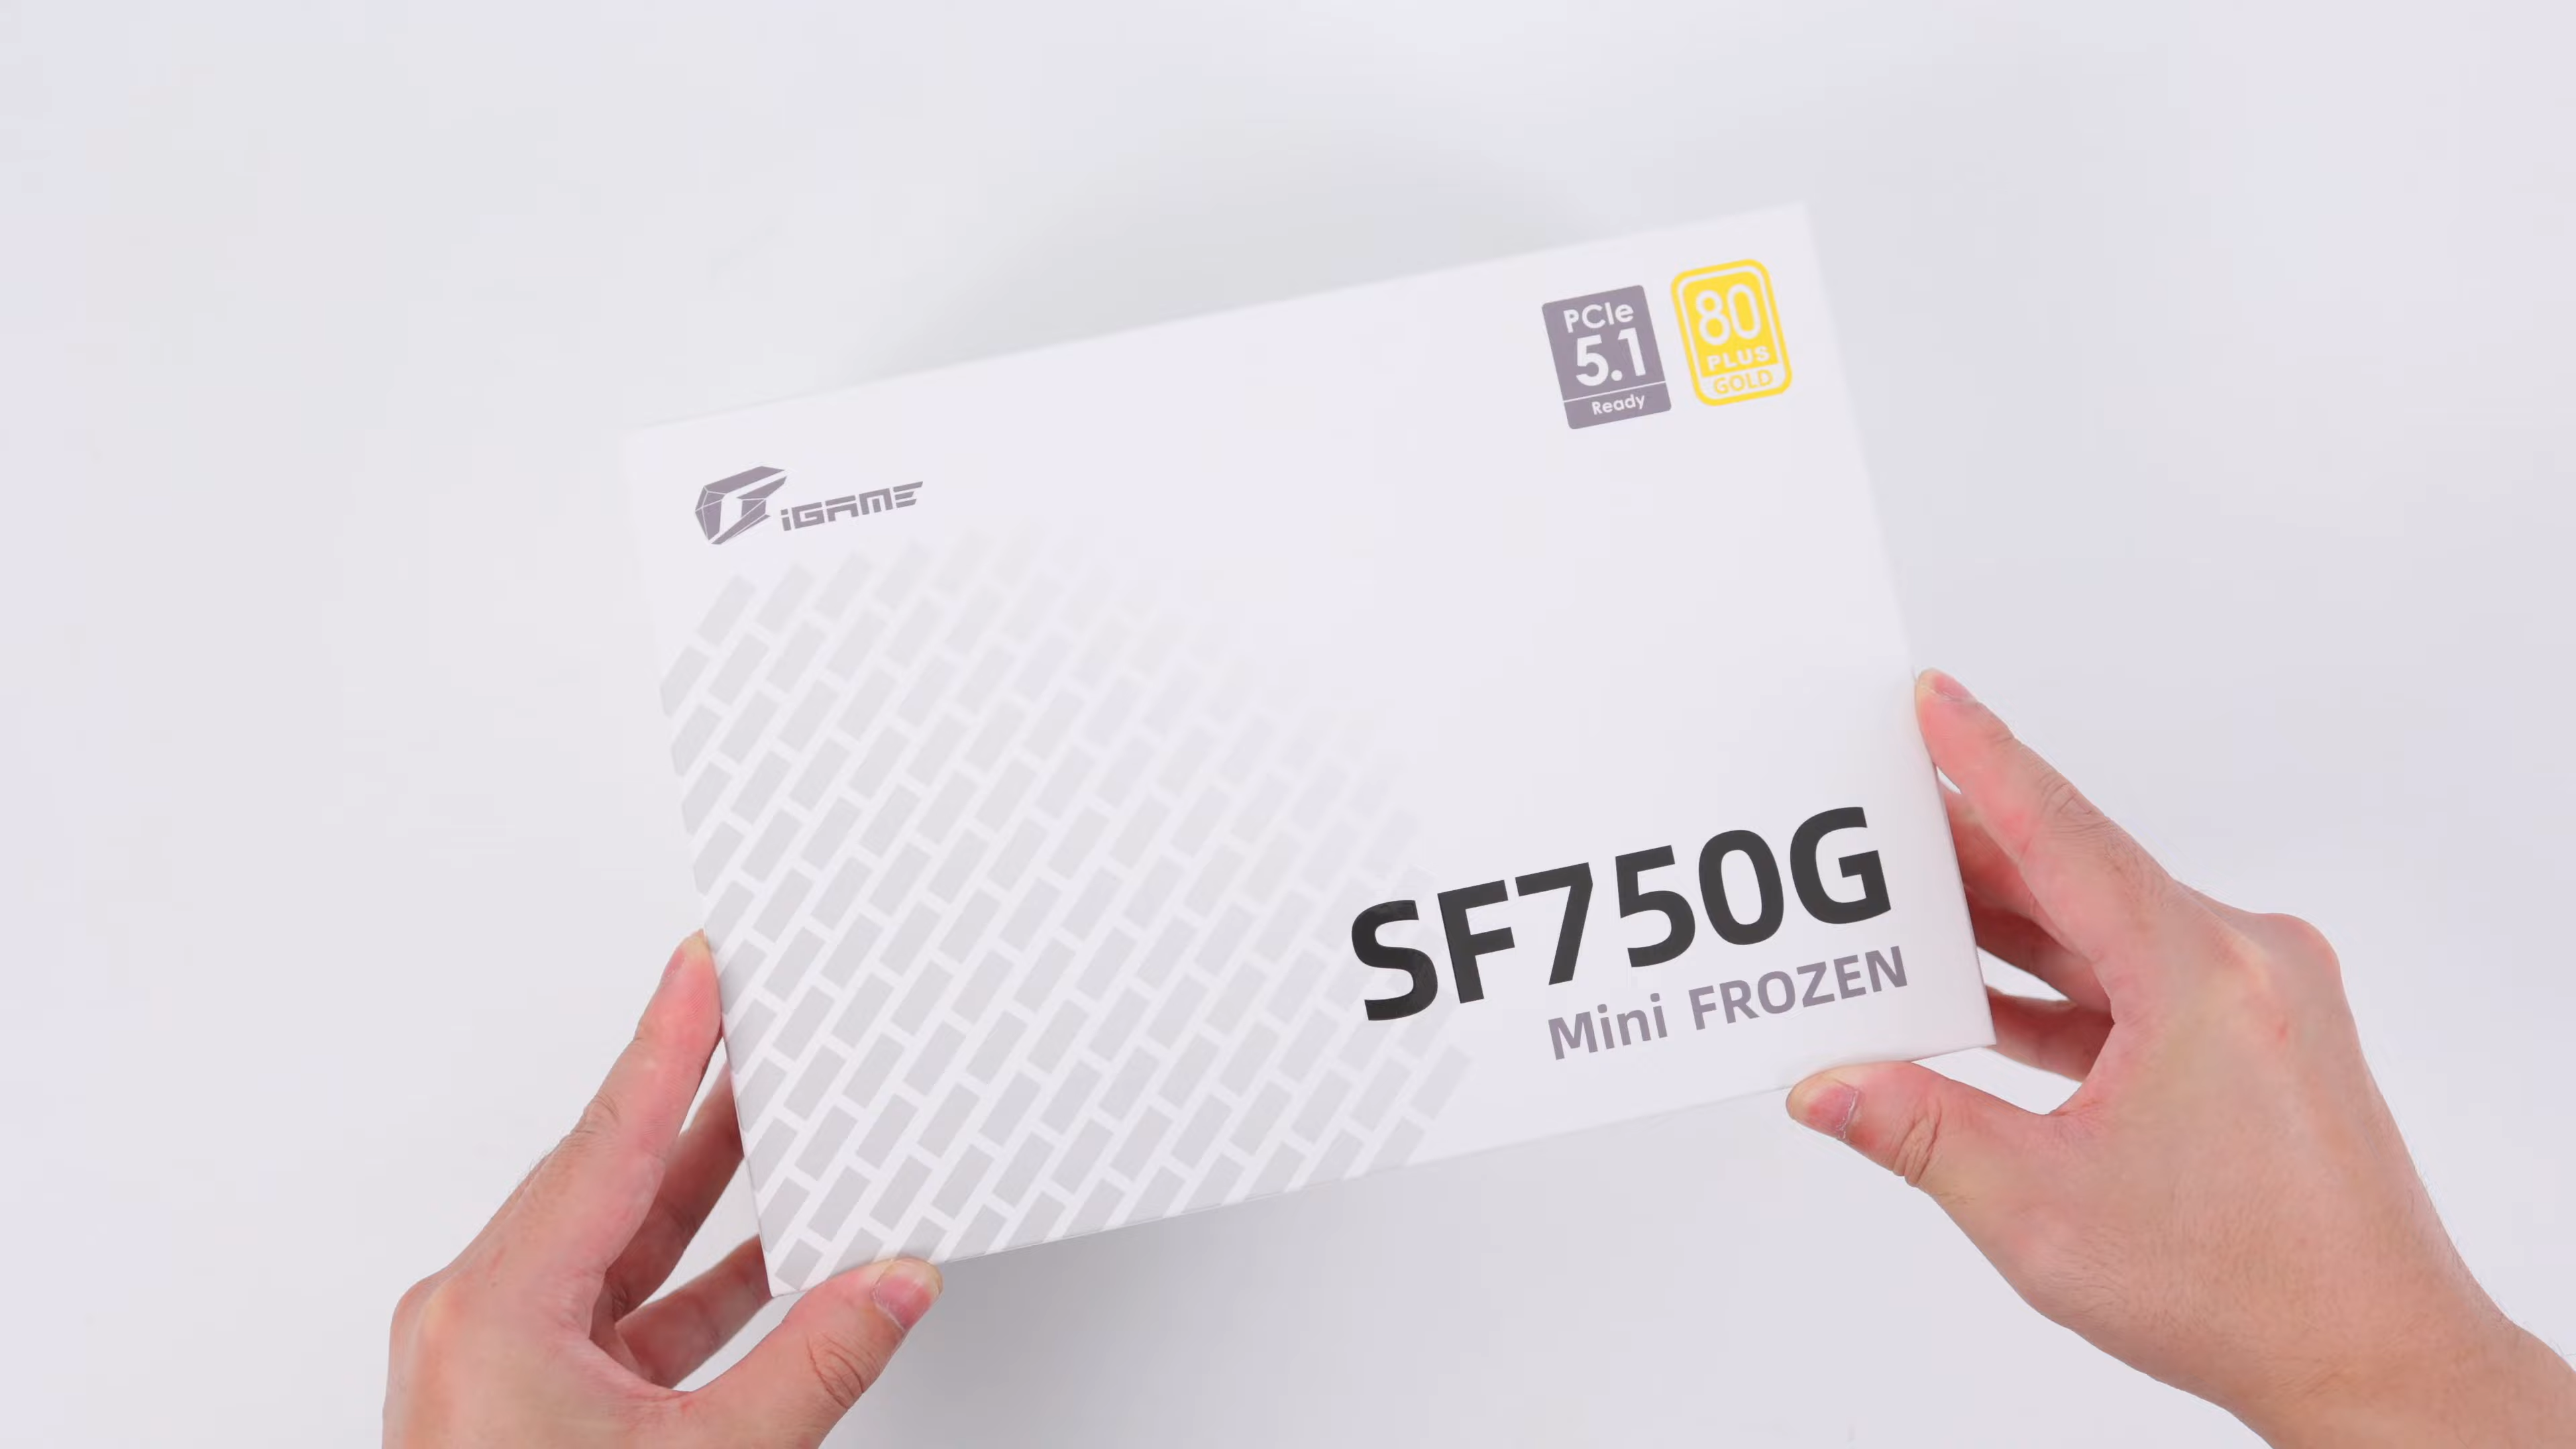 PCIe
5.1
Ready
80
PLUS
GOLD
iGAME
SF750G
Mini FROZEN